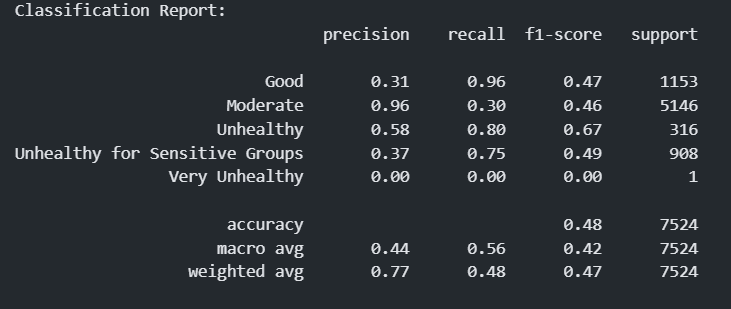 Classification Report:
precision recall f1-score support
Good 0.31 0.96 0.47 1153
Moderate 0.96 0.30 0.46 5146
Unhealthy 0.58 0.80 0.67 316
Unhealthy for Sensitive Groups 0.37 0.75 0.49 908
Very Unhealthy 0.00 0.00 0.00 1
accuracy 0.48 7524
macro avg 0.44 0.56 0.42 7524
weighted avg 0.77 0.48 0.47 7524